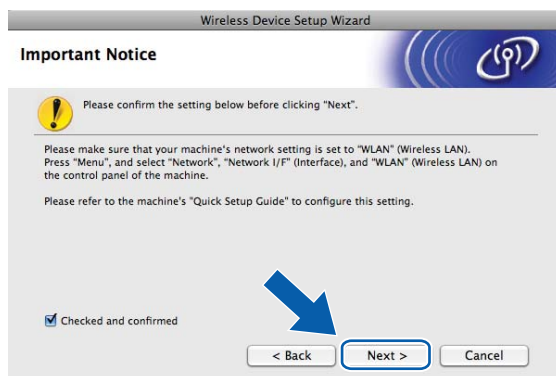 Wireless Device Setup Wizard
Important Notice
Please confirm the setting below before clicking "Next".
Please make sure that your machine's network setting is set to "WLAN" (Wireless LAN).
Press "Menu", and select "Network", "Network I/F" (Interface), and "WLAN" (Wireless LAN) on
the control panel of the machine.
Please refer to the machine's "Quick Setup Guide" to configure this setting.
Checked and confirmed
< Back Next > Cancel